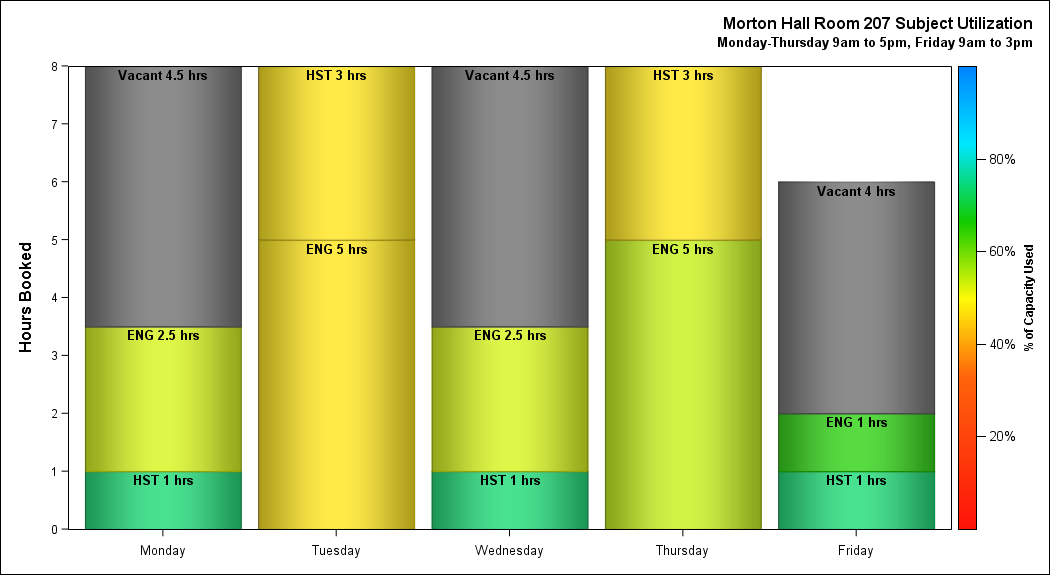 Morton Hall Room 207 Subject Utilization
Monday-Thursday 9am to 5pm, Friday 9am to 3pm
Hours Booked
8
7
6
5
4
3
2
1
0
Vacant 4.5 hrs
ENG 2.5 hrs
HST 1 hrs
HST 3 hrs
ENG 5 hrs
Vacant 4.5 hrs
ENG 2.5 hrs
HST 1 hrs
HST 3 hrs
ENG 5 hrs
Vacant 4 hrs
ENG 1 hrs
HST 1 hrs
Monday
Tuesday
Wednesday
Thursday
Friday
80%
60%
40%
20%
% of Capacity Used